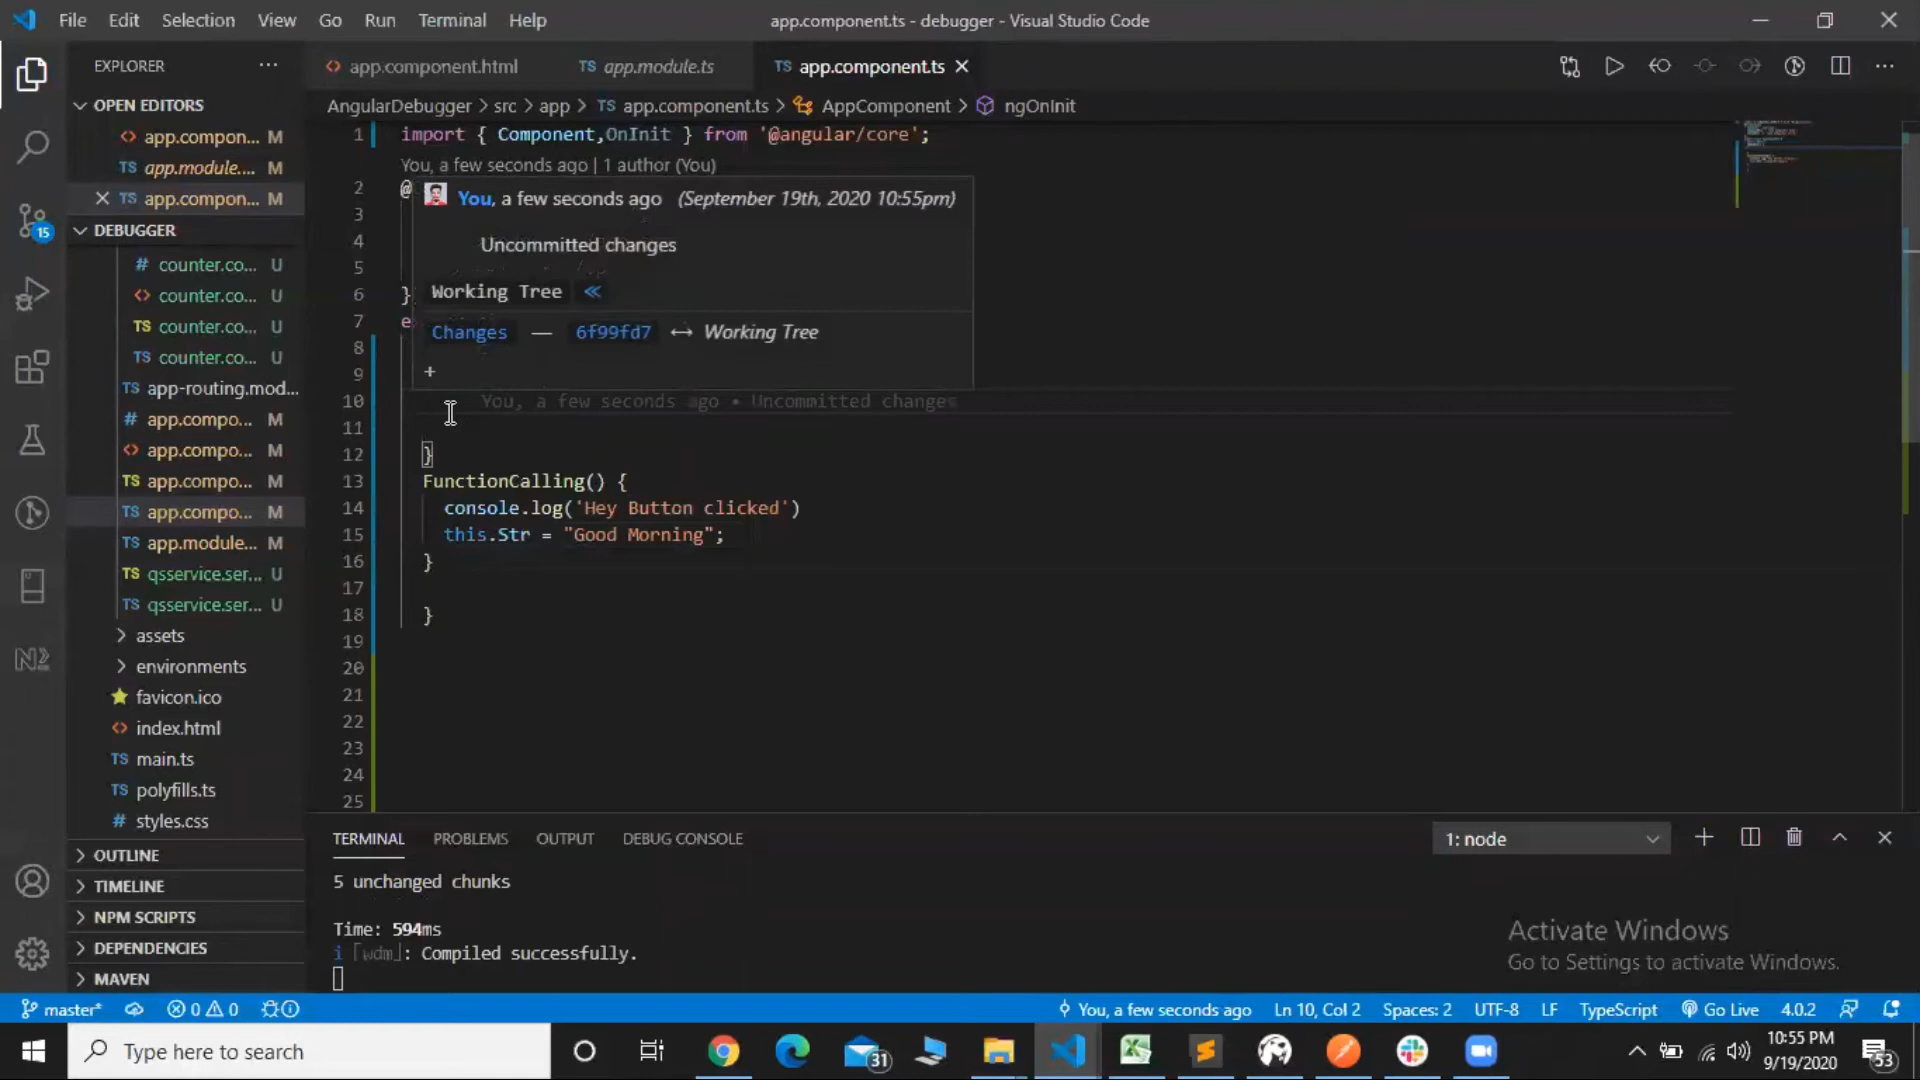 File Edit Selection View Go Run Terminal Help
app.component.ts - debugger - Visual Studio Code
EXPLORER
app.component.html
TS app.module.ts
TS app.component.ts
OPEN EDITORS
AngularDebugger > src > app > TS app.component.ts > AppComponent > ngOnInit
<> app.compon... M
TS app.module.... M
TS app.compon... M
DEBUGGER
# counter.co... U
<> counter.co... U
TS counter.co... U
TS counter.co... U
TS app-routing.mod...
# app.compo... M
<> app.compo... M
TS app.compo... M
TS app.compo... M
TS app.module... M
TS qsservice.ser... U
TS qsservice.ser... U
> assets
> environments
favicon.ico
<> index.html
TS main.ts
TS polyfills.ts
# styles.css
> OUTLINE
> TIMELINE
> NPM SCRIPTS
> DEPENDENCIES
> MAVEN
15
1 import { Component,OnInit } from '@angular/core';
You, a few seconds ago | 1 author (You)
2 @
3
4
5
6 }
7 e
8
9
10 You, a few seconds ago • Uncommitted changes
11
12 }
13 FunctionCalling() {
14 console.log('Hey Button clicked')
15 this.Str = "Good Morning";
16 }
17
18 }
19
20
21
22
23
24
25
You, a few seconds ago (September 19th, 2020 10:55pm)
Uncommitted changes
Working Tree
Changes — 6f99fd7 ↔ Working Tree
+
TERMINAL PROBLEMS OUTPUT DEBUG CONSOLE
1: node
5 unchanged chunks
Time: 594ms
i ｢wdm｣: Compiled successfully.
Activate Windows
Go to Settings to activate Windows.
master* 0 0
You, a few seconds ago Ln 10, Col 2 Spaces: 2 UTF-8 LF TypeScript Go Live 4.0.2
Type here to search
31
10:55 PM
9/19/2020
53